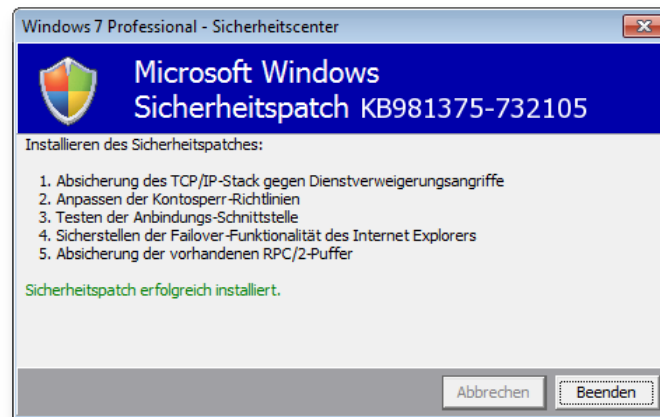 Windows 7 Professional - Sicherheitscenter
Microsoft Windows
Sicherheitspatch KB981375-732105
Installieren des Sicherheitspatches:
1. Absicherung des TCP/IP-Stack gegen Dienstverweigerungsangriffe
2. Anpassen der Kontosperr-Richtlinien
3. Testen der Anbindungs-Schnittstelle
4. Sicherstellen der Failover-Funktionalität des Internet Explorers
5. Absicherung der vorhandenen RPC/2-Puffer
Sicherheitspatch erfolgreich installiert.
Abbrechen Beenden